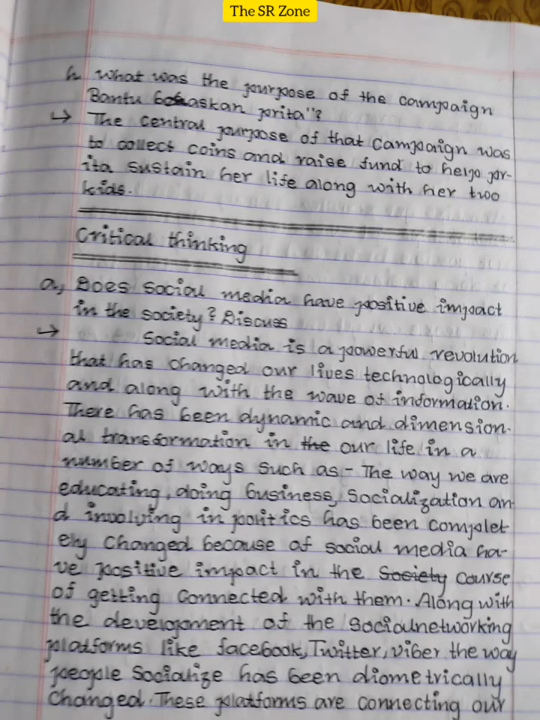 The SR Zone
h. What was the purpose of the campaign
Bantu bebaskan prita"?
→ The central purpose of that campaign was
to collect coins and raise fund to help pr-
ita sustain her life along with her two
kids.
Critical thinking
a, Does social media have positive impact
in the society? Discuss
→ Social media is a powerful revolution
that has changed our lives technologically
and along with the wave of information.
There has been dynamic and dimension-
al transformation in the our life in a
number of ways such as - The way we are
educating, doing business, Socialization an-
d involving in politics has been complet
ely changed because of social media ha-
ve positive impact in the Society course
of getting connected with them. Along with
the development of the Socialnetworking
platforms like facebook, Twitter, viber the way
people Socialize has been diometrically
changed. These platforms are connecting our